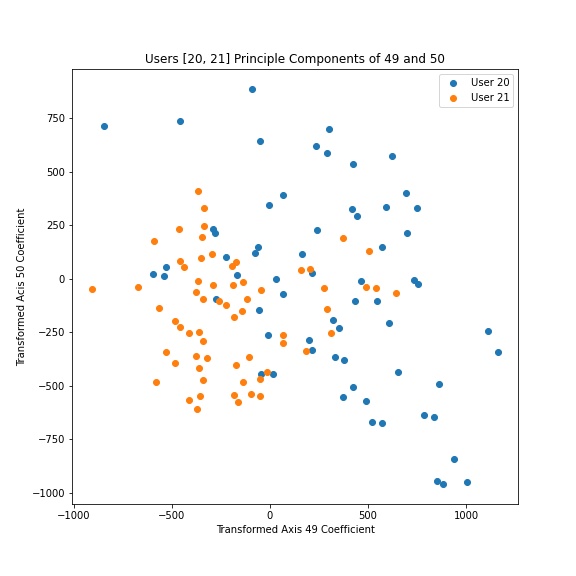 Users [20, 21] Principle Components of 49 and 50
User 20
User 21
Transformed Acis 50 Coefficient
750
500
250
0
−250
−500
−750
−1000
−1000
−500
0
500
1000
Transformed Axis 49 Coefficient